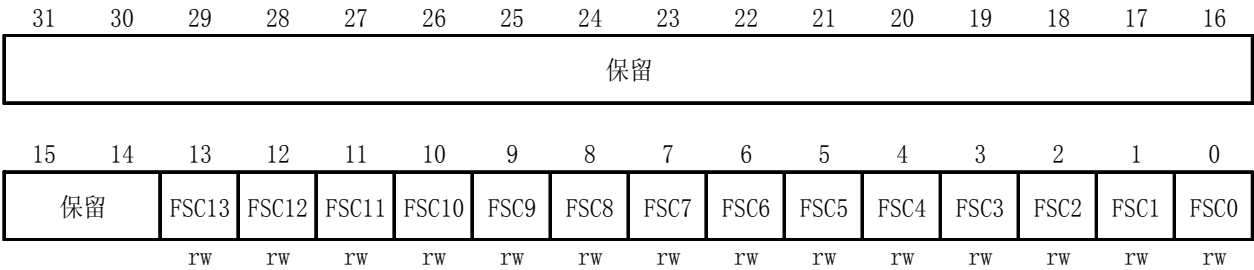 31 30 29 28 27 26 25 24 23 22 21 20 19 18 17 16
保留
15 14 13 12 11 10 9 8 7 6 5 4 3 2 1 0
保留 FSC13 FSC12 FSC11 FSC10 FSC9 FSC8 FSC7 FSC6 FSC5 FSC4 FSC3 FSC2 FSC1 FSC0
rw rw rw rw rw rw rw rw rw rw rw rw rw rw